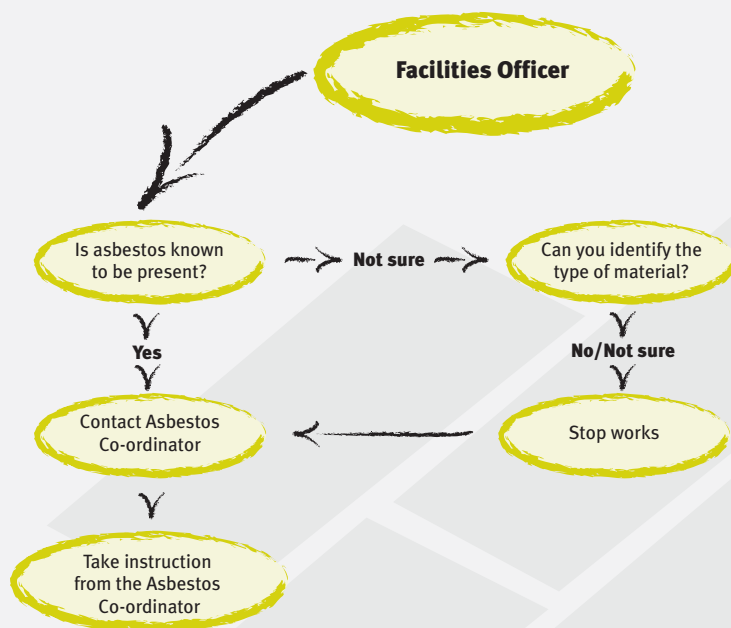 Facilities Officer
Is asbestos known
to be present?
Not sure
Can you identify the
type of material?
Yes
No/Not sure
Contact Asbestos
Co-ordinator
Stop works
Take instruction
from the Asbestos
Co-ordinator